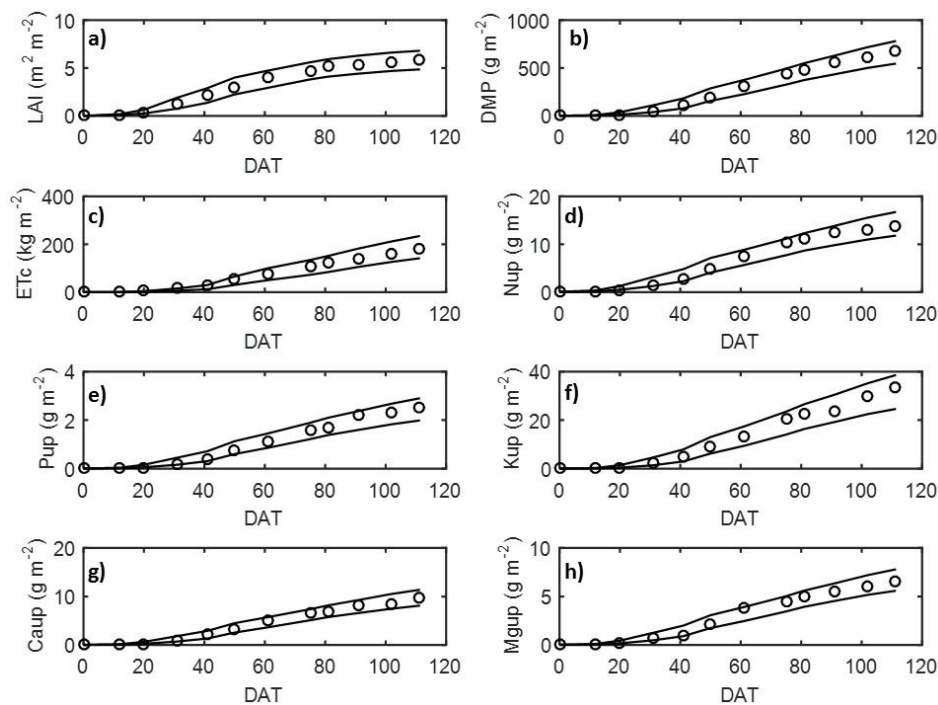 a)
LAI (m² m⁻²)
10
5
0
0 20 40 60 80 100 120
DAT
b)
DMP (g m⁻²)
1000
500
0
0 20 40 60 80 100 120
DAT
c)
ETc (kg m⁻²)
400
200
0
0 20 40 60 80 100 120
DAT
d)
Nup (g m⁻²)
20
10
0
0 20 40 60 80 100 120
DAT
e)
Pup (g m⁻²)
4
2
0
0 20 40 60 80 100 120
DAT
f)
Kup (g m⁻²)
40
20
0
0 20 40 60 80 100 120
DAT
g)
Caup (g m⁻²)
20
10
0
0 20 40 60 80 100 120
DAT
h)
Mgup (g m⁻²)
10
5
0
0 20 40 60 80 100 120
DAT